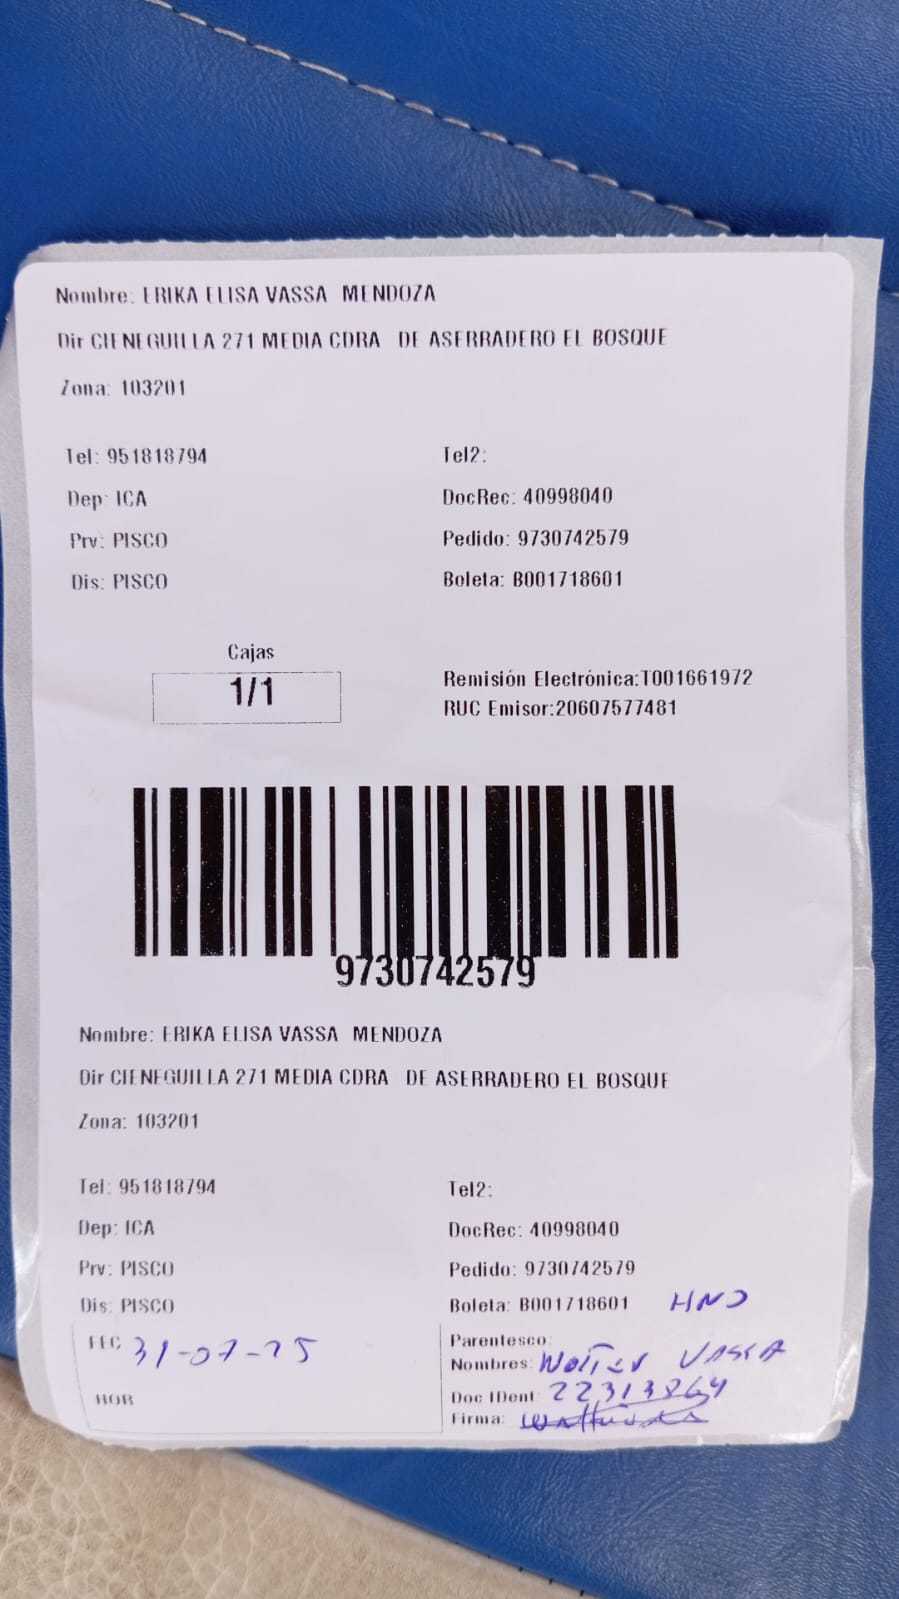 Nombre: ERIKA ELISA VASSA MENDOZA
Dir CIENEGUILLA 271 MEDIA CDRA DE ASERRADERO EL BOSQUE
Zona: 103201
Tel: 951818794 Tel2:
Dep: ICA DocRec: 40998040
Prv: PISCO Pedido: 9730742579
Dis: PISCO Boleta: B001718601
Cajas
1/1
Remisión Electrónica:T001661972
RUC Emisor:20607577481
9730742579
Nombre: ERIKA ELISA VASSA MENDOZA
Dir CIENEGUILLA 271 MEDIA CDRA DE ASERRADERO EL BOSQUE
Zona: 103201
Tel: 951818794 Tel2:
Dep: ICA DocRec: 40998040
Prv: PISCO Pedido: 9730742579
Dis: PISCO Boleta: B001718601 HNO
FEC 31-07-25 Parentesco:
Nombres: Walter VASSA
HOR Doc IDent 22313864
Firma: